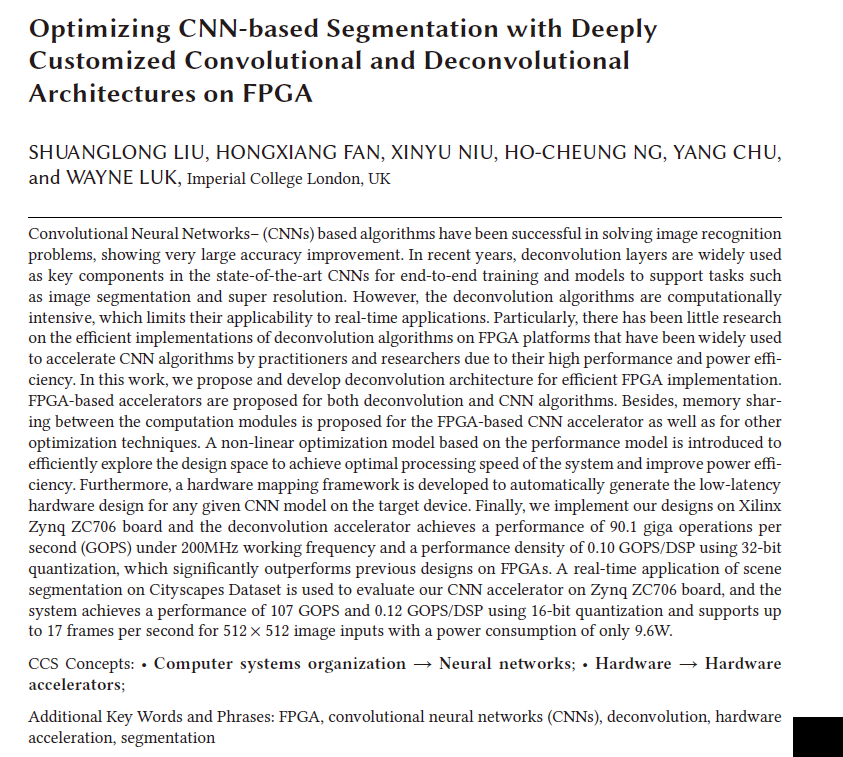 Optimizing CNN-based Segmentation with Deeply
Customized Convolutional and Deconvolutional
Architectures on FPGA
SHUANGLONG LIU, HONGXIANG FAN, XINYU NIU, HO-CHEUNG NG, YANG CHU,
and WAYNE LUK, Imperial College London, UK
Convolutional Neural Networks– (CNNs) based algorithms have been successful in solving image recognition
problems, showing very large accuracy improvement. In recent years, deconvolution layers are widely used
as key components in the state-of-the-art CNNs for end-to-end training and models to support tasks such
as image segmentation and super resolution. However, the deconvolution algorithms are computationally
intensive, which limits their applicability to real-time applications. Particularly, there has been little research
on the efficient implementations of deconvolution algorithms on FPGA platforms that have been widely used
to accelerate CNN algorithms by practitioners and researchers due to their high performance and power effi-
ciency. In this work, we propose and develop deconvolution architecture for efficient FPGA implementation.
FPGA-based accelerators are proposed for both deconvolution and CNN algorithms. Besides, memory shar-
ing between the computation modules is proposed for the FPGA-based CNN accelerator as well as for other
optimization techniques. A non-linear optimization model based on the performance model is introduced to
efficiently explore the design space to achieve optimal processing speed of the system and improve power effi-
ciency. Furthermore, a hardware mapping framework is developed to automatically generate the low-latency
hardware design for any given CNN model on the target device. Finally, we implement our designs on Xilinx
Zynq ZC706 board and the deconvolution accelerator achieves a performance of 90.1 giga operations per
second (GOPS) under 200MHz working frequency and a performance density of 0.10 GOPS/DSP using 32-bit
quantization, which significantly outperforms previous designs on FPGAs. A real-time application of scene
segmentation on Cityscapes Dataset is used to evaluate our CNN accelerator on Zynq ZC706 board, and the
system achieves a performance of 107 GOPS and 0.12 GOPS/DSP using 16-bit quantization and supports up
to 17 frames per second for 512 × 512 image inputs with a power consumption of only 9.6W.
CCS Concepts: • Computer systems organization → Neural networks; • Hardware → Hardware
accelerators;
Additional Key Words and Phrases: FPGA, convolutional neural networks (CNNs), deconvolution, hardware
acceleration, segmentation